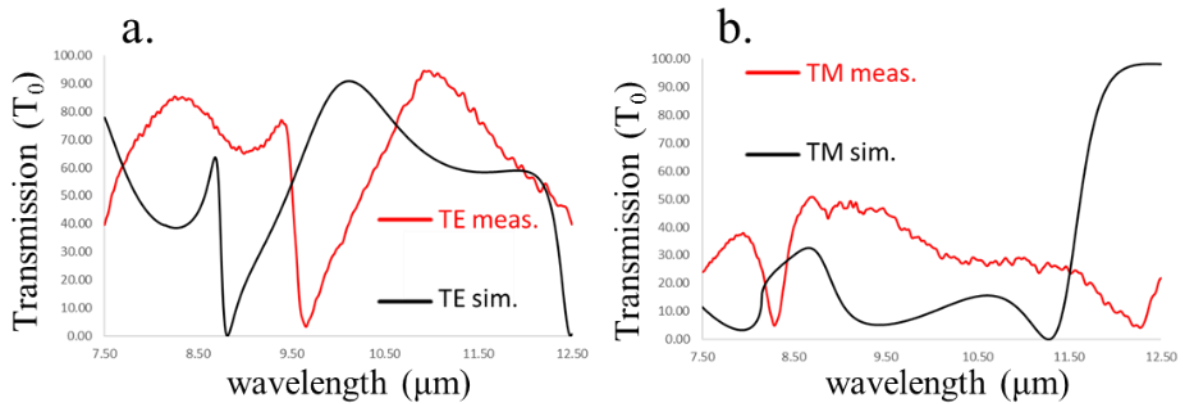 a.
Transmission (T₀)
100.00
90.00
80.00
70.00
60.00
50.00
40.00
30.00
20.00
10.00
0.00
TE meas.
TE sim.
7.50 8.50 9.50 10.50 11.50 12.50
wavelength (μm)
b.
Transmission (T₀)
100.00
90.00
80.00
70.00
60.00
50.00
40.00
30.00
20.00
10.00
0.00
TM meas.
TM sim.
7.50 8.50 9.50 10.50 11.50 12.50
wavelength (μm)